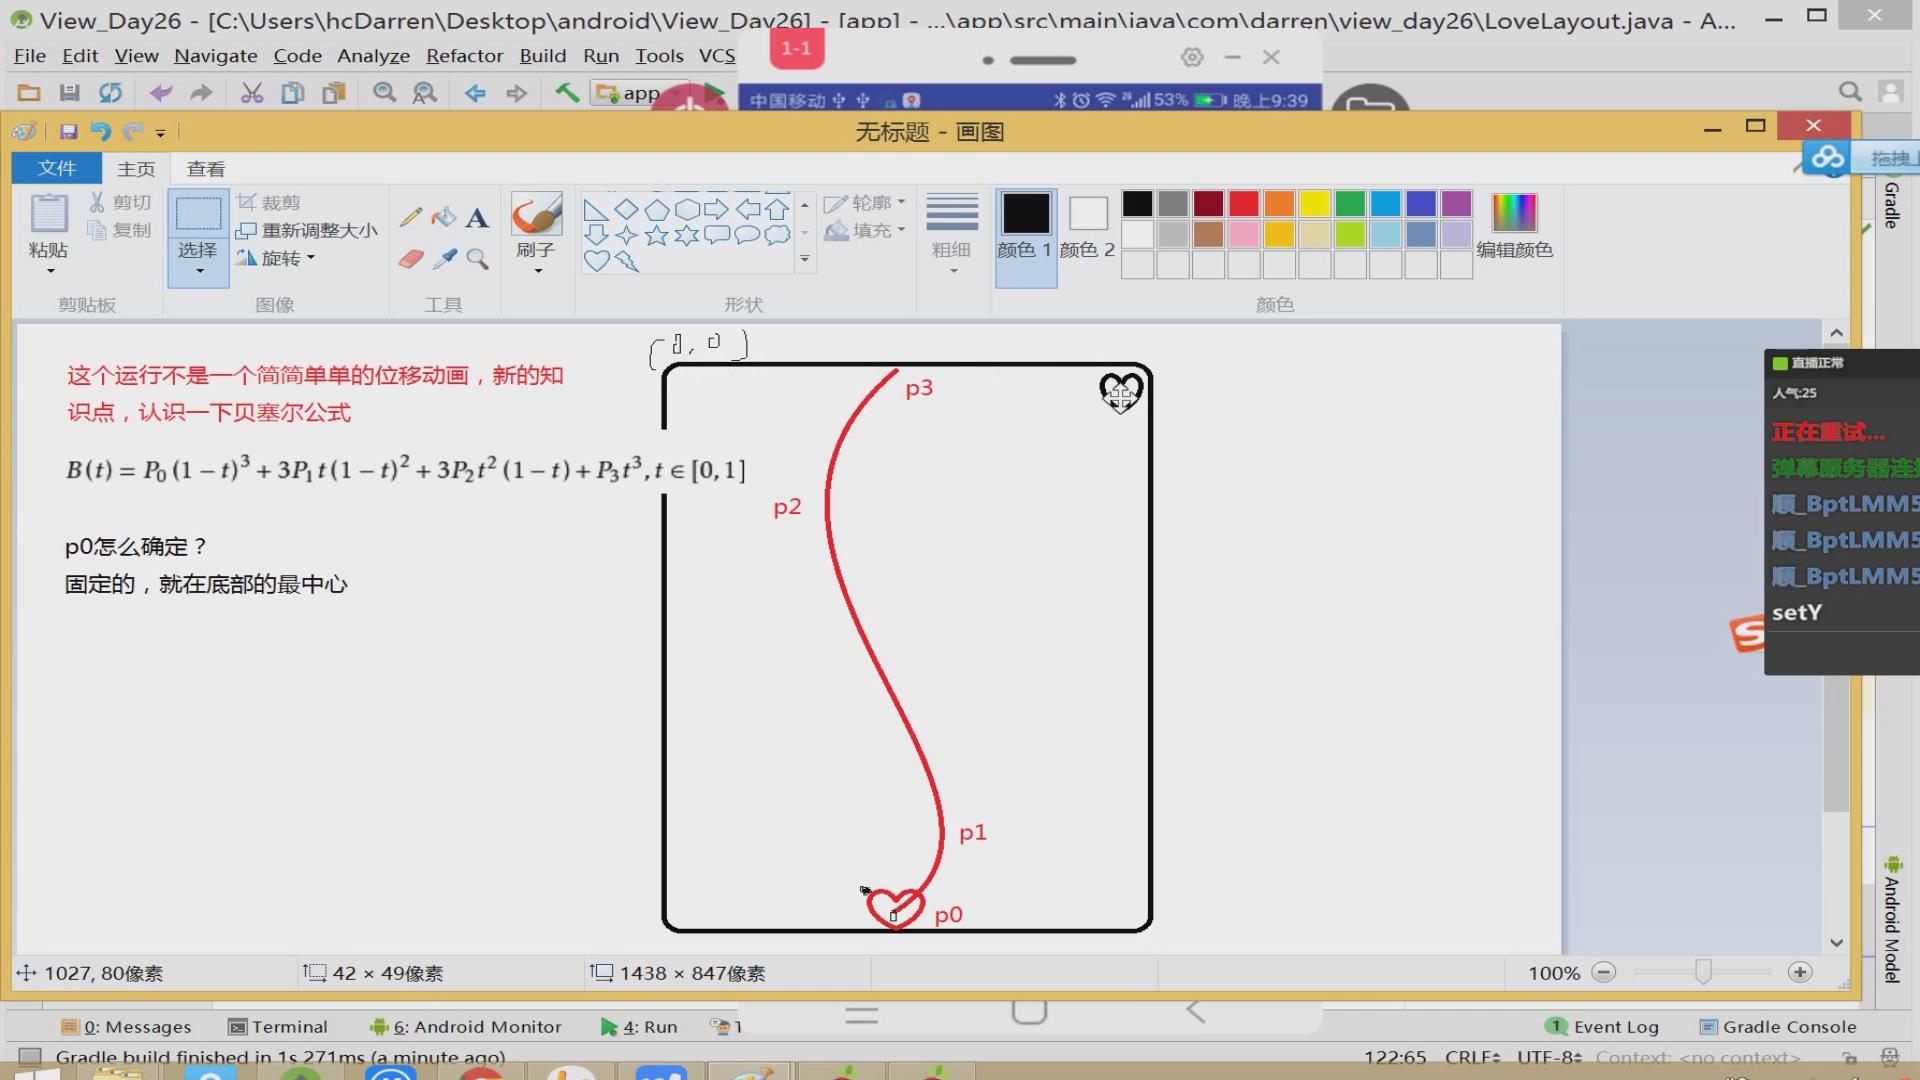 View_Day26 - [C:\Users\hcDarren\Desktop\android\View_Day26] - [app] - ...\app\src\main\java\com\darren\view_day26\LoveLayout.java - A...
File Edit View Navigate Code Analyze Refactor Build Run Tools VCS
1-1
app
中国移动 53% 晚上9:39
无标题 - 画图
拖拽上
文件 主页 查看
粘贴
剪切
复制
选择
裁剪
重新调整大小
旋转
A
刷子
轮廓
填充
粗细
颜色 1
颜色 2
编辑颜色
剪贴板 图像 工具 形状 颜色
Gradle
(0, 0)
这个运行不是一个简简单单的位移动画，新的知
识点，认识一下贝塞尔公式
B(t) = P₀(1 − t)³ + 3P₁t(1 − t)² + 3P₂t²(1 − t) + P₃t³, t ∈ [0, 1]
p0怎么确定？
固定的，就在底部的最中心
p3
p2
p1
p0
直播正常
人气:25
正在重试...
弹幕服务器连接
顺_BptLMM5
顺_BptLMM5
顺_BptLMM5
setY
Android Model
1027, 80像素 42 × 49像素 1438 × 847像素 100%
0: Messages Terminal 6: Android Monitor 4: Run 1 Event Log Gradle Console
Gradle build finished in 1s 271ms (a minute ago) 122:65 CRLF UTF-8 Context: <no context>